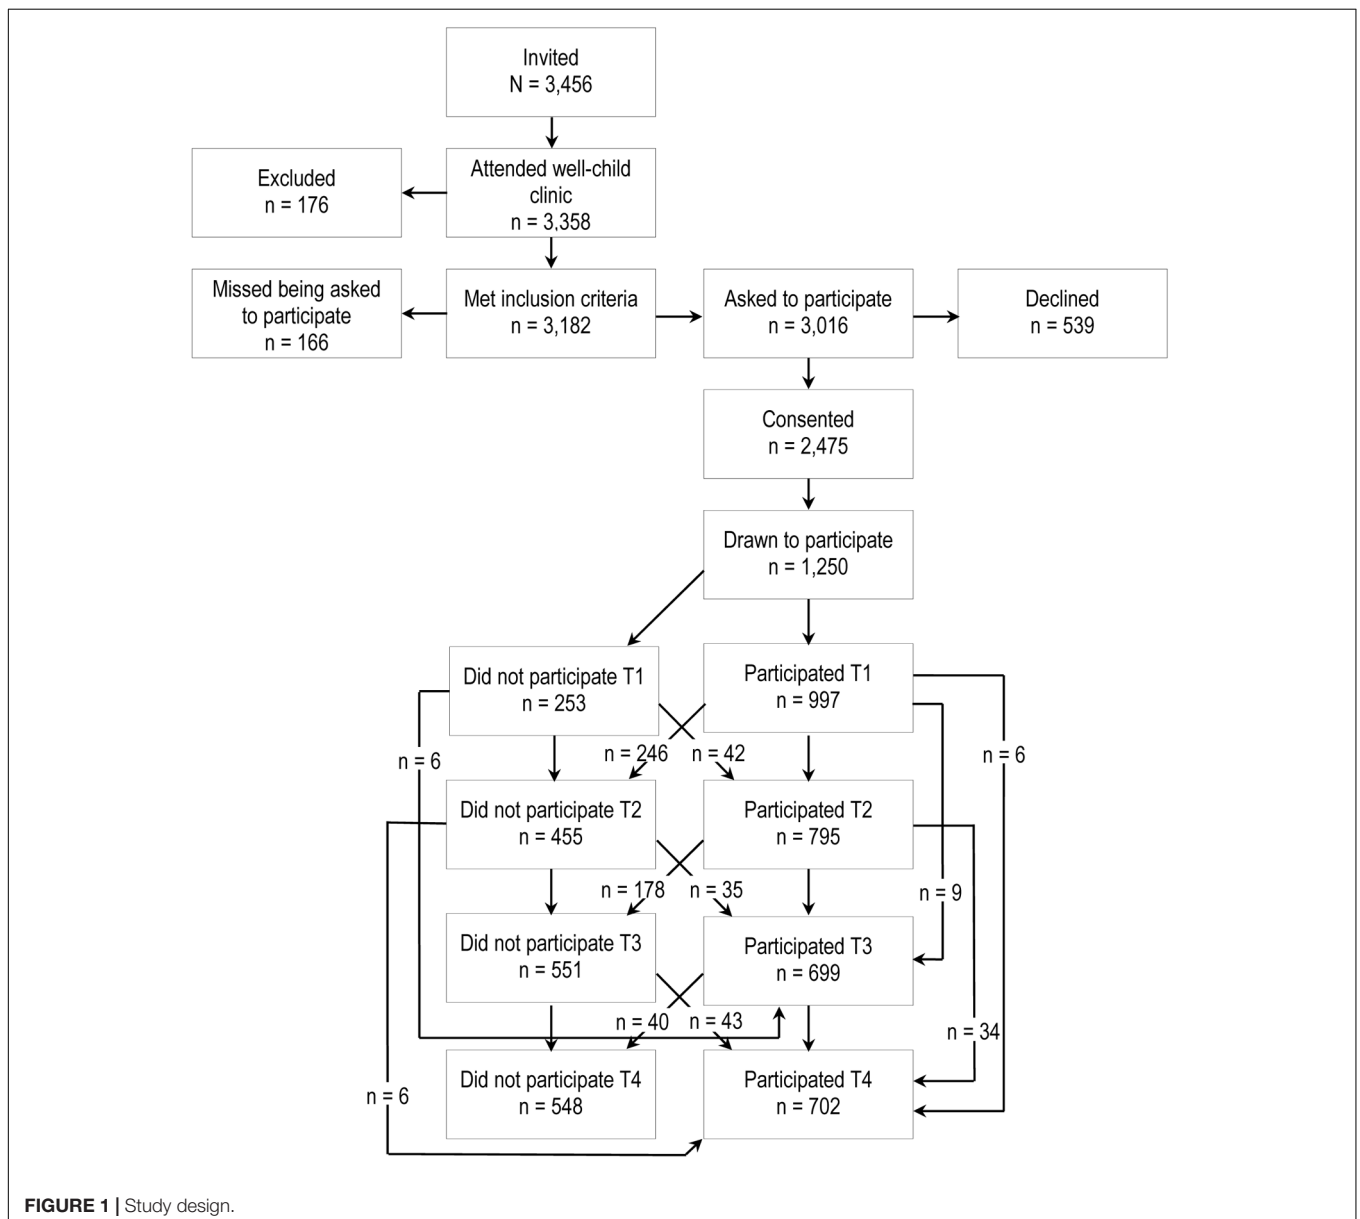 Invited
N = 3,456
Excluded
n = 176
Attended well-child
clinic
n = 3,358
Missed being asked
to participate
n = 166
Met inclusion criteria
n = 3,182
Asked to participate
n = 3,016
Declined
n = 539
Consented
n = 2,475
Drawn to participate
n = 1,250
Did not participate T1
n = 253
Participated T1
n = 997
n = 6
n = 246
n = 42
n = 6
Did not participate T2
n = 455
Participated T2
n = 795
n = 178
n = 35
n = 9
Did not participate T3
n = 551
Participated T3
n = 699
n = 40
n = 43
n = 34
Did not participate T4
n = 548
Participated T4
n = 702
n = 6
FIGURE 1 | Study design.